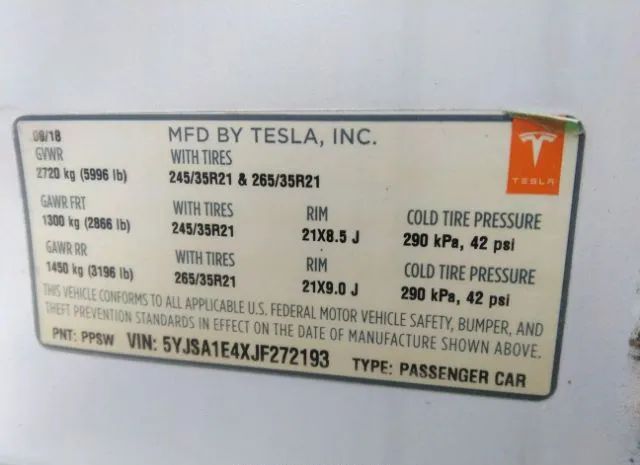 09/18 MFD BY TESLA, INC.
GVWR WITH TIRES
2720 kg (5996 lb) 245/35R21 & 265/35R21
TESLA
GAWR FRT WITH TIRES RIM COLD TIRE PRESSURE
1300 kg (2866 lb) 245/35R21 21X8.5 J 290 kPa, 42 psi
GAWR RR WITH TIRES RIM COLD TIRE PRESSURE
1450 kg (3196 lb) 265/35R21 21X9.0 J 290 kPa, 42 psi
THIS VEHICLE CONFORMS TO ALL APPLICABLE U.S. FEDERAL MOTOR VEHICLE SAFETY, BUMPER, AND
THEFT PREVENTION STANDARDS IN EFFECT ON THE DATE OF MANUFACTURE SHOWN ABOVE.
PNT: PPSW VIN: 5YJSA1E4XJF272193 TYPE: PASSENGER CAR